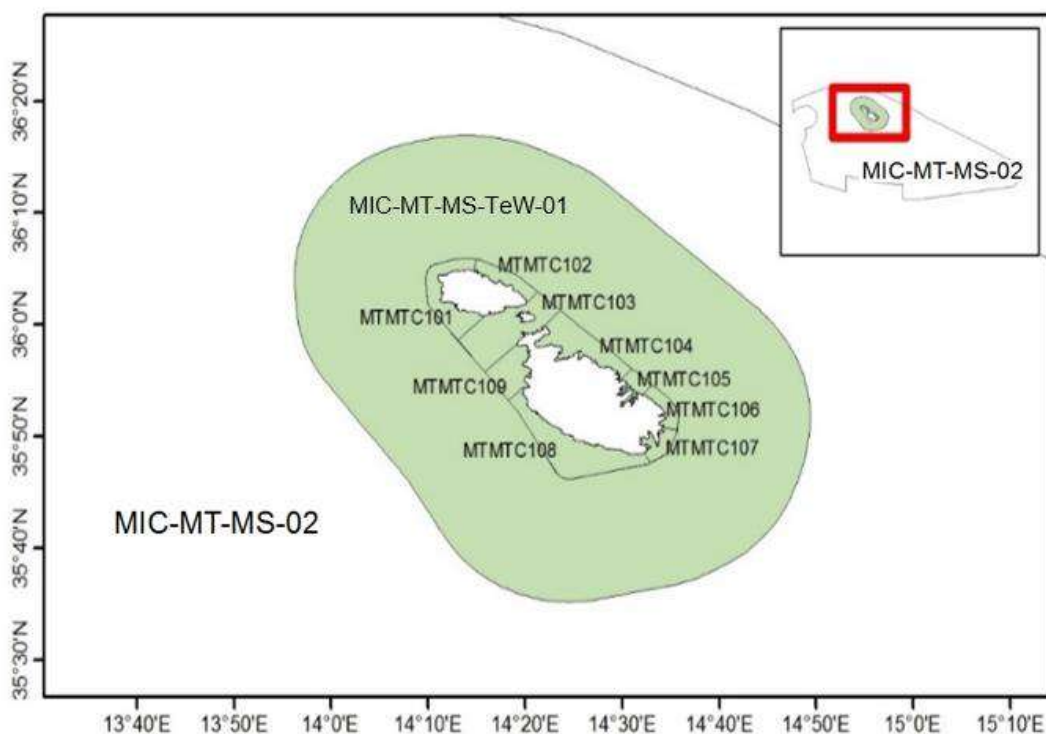 36°20'N
36°10'N
36°0'N
35°50'N
35°40'N
35°30'N
MIC-MT-MS-02
MIC-MT-MS-TeW-01
MTMTC102
MTMTC103
MTMTC101
MTMTC104
MTMTC105
MTMTC109
MTMTC106
MTMTC108
MTMTC107
MIC-MT-MS-02
13°40'E 13°50'E 14°0'E 14°10'E 14°20'E 14°30'E 14°40'E 14°50'E 15°0'E 15°10'E